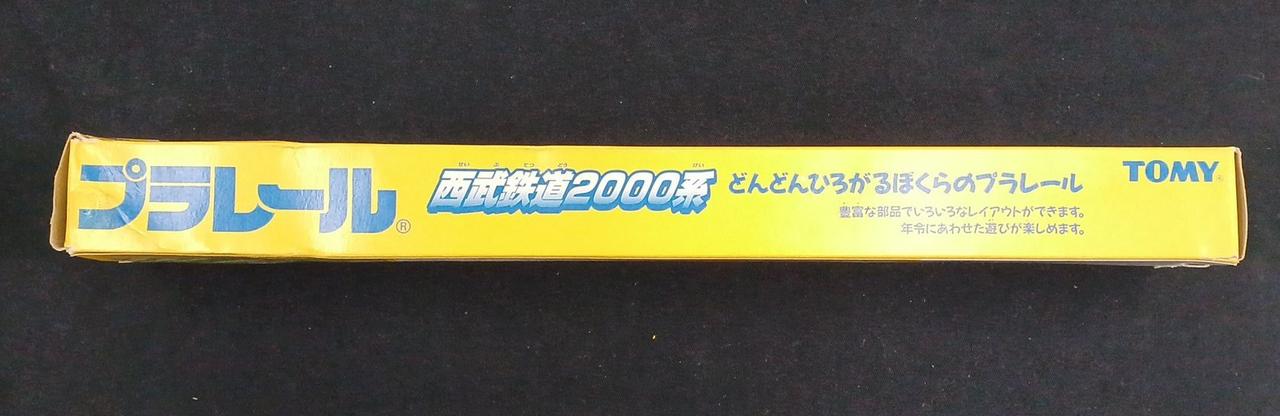 プラレール®
せい ぶ てつ どう けい
西武鉄道2000系
どんどんひろがるぼくらのプラレール
豊富な部品でいろいろなレイアウトができます。
年令にあわせた遊びが楽しめます。
TOMY